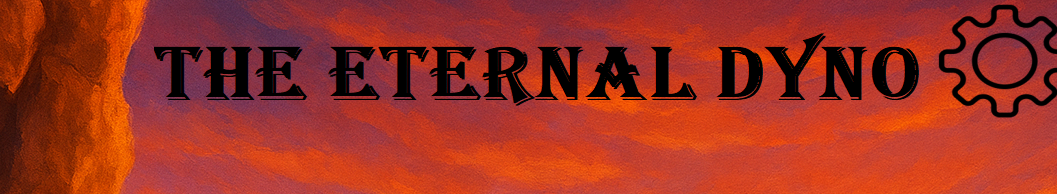 THE ETERNAL DYNO